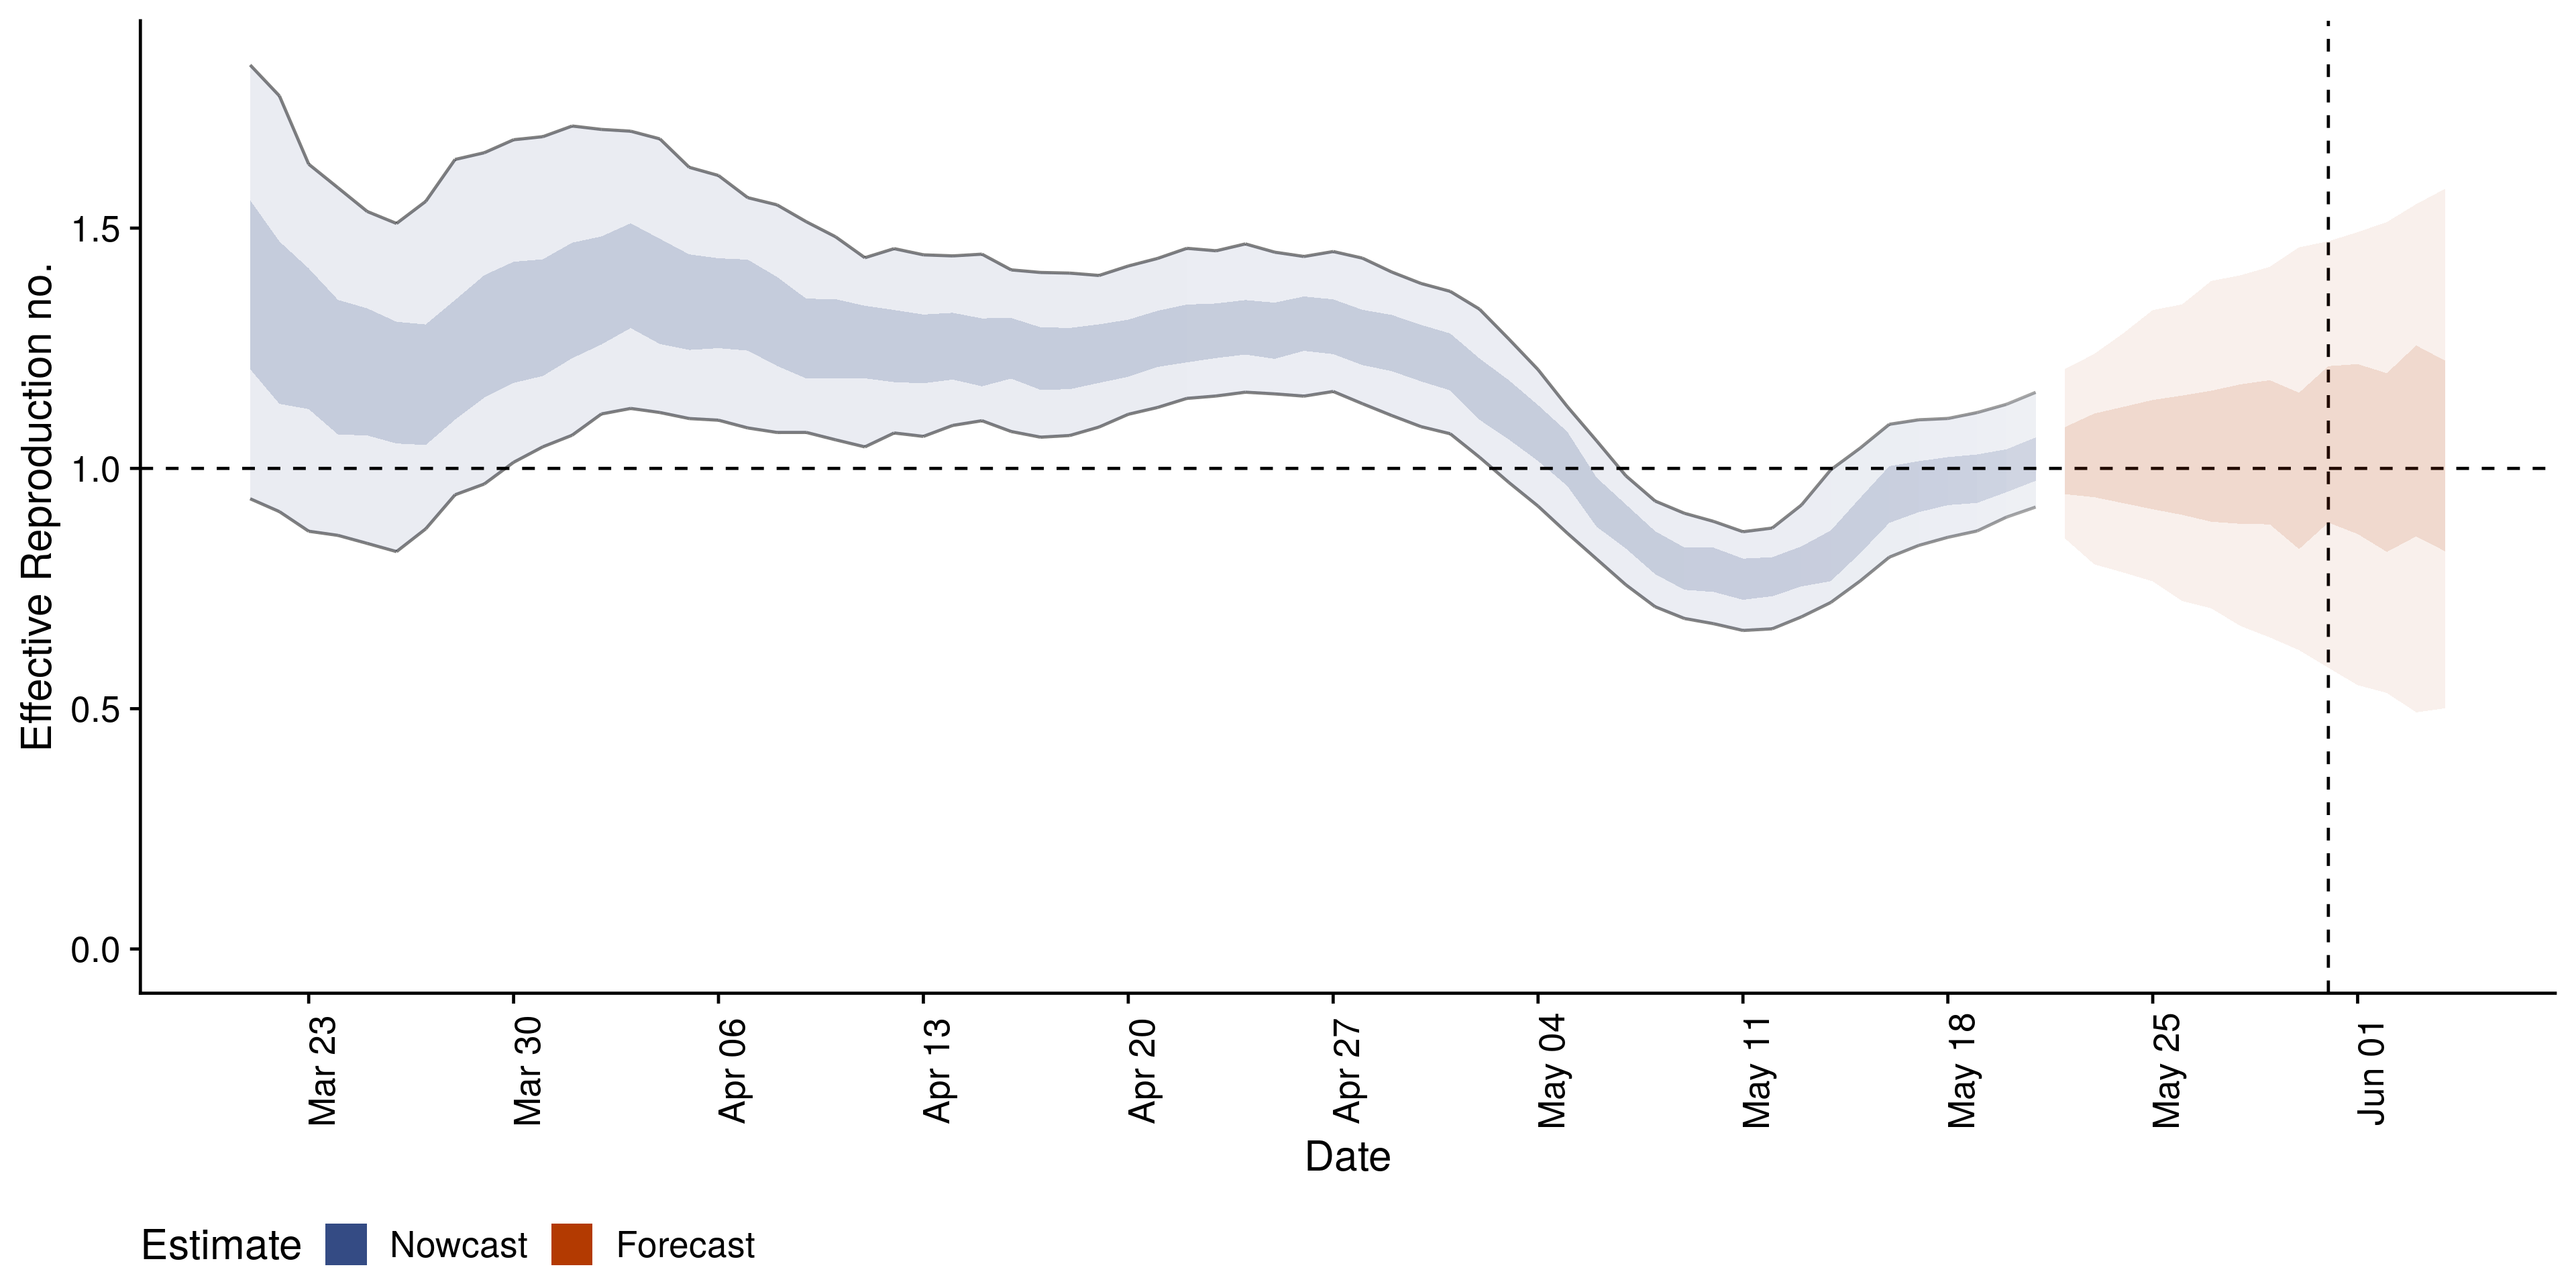 Effective Reproduction no.
1.5
1.0
0.5
0.0
Mar 23
Mar 30
Apr 06
Apr 13
Apr 20
Apr 27
May 04
May 11
May 18
May 25
Jun 01
Date
Estimate Nowcast Forecast